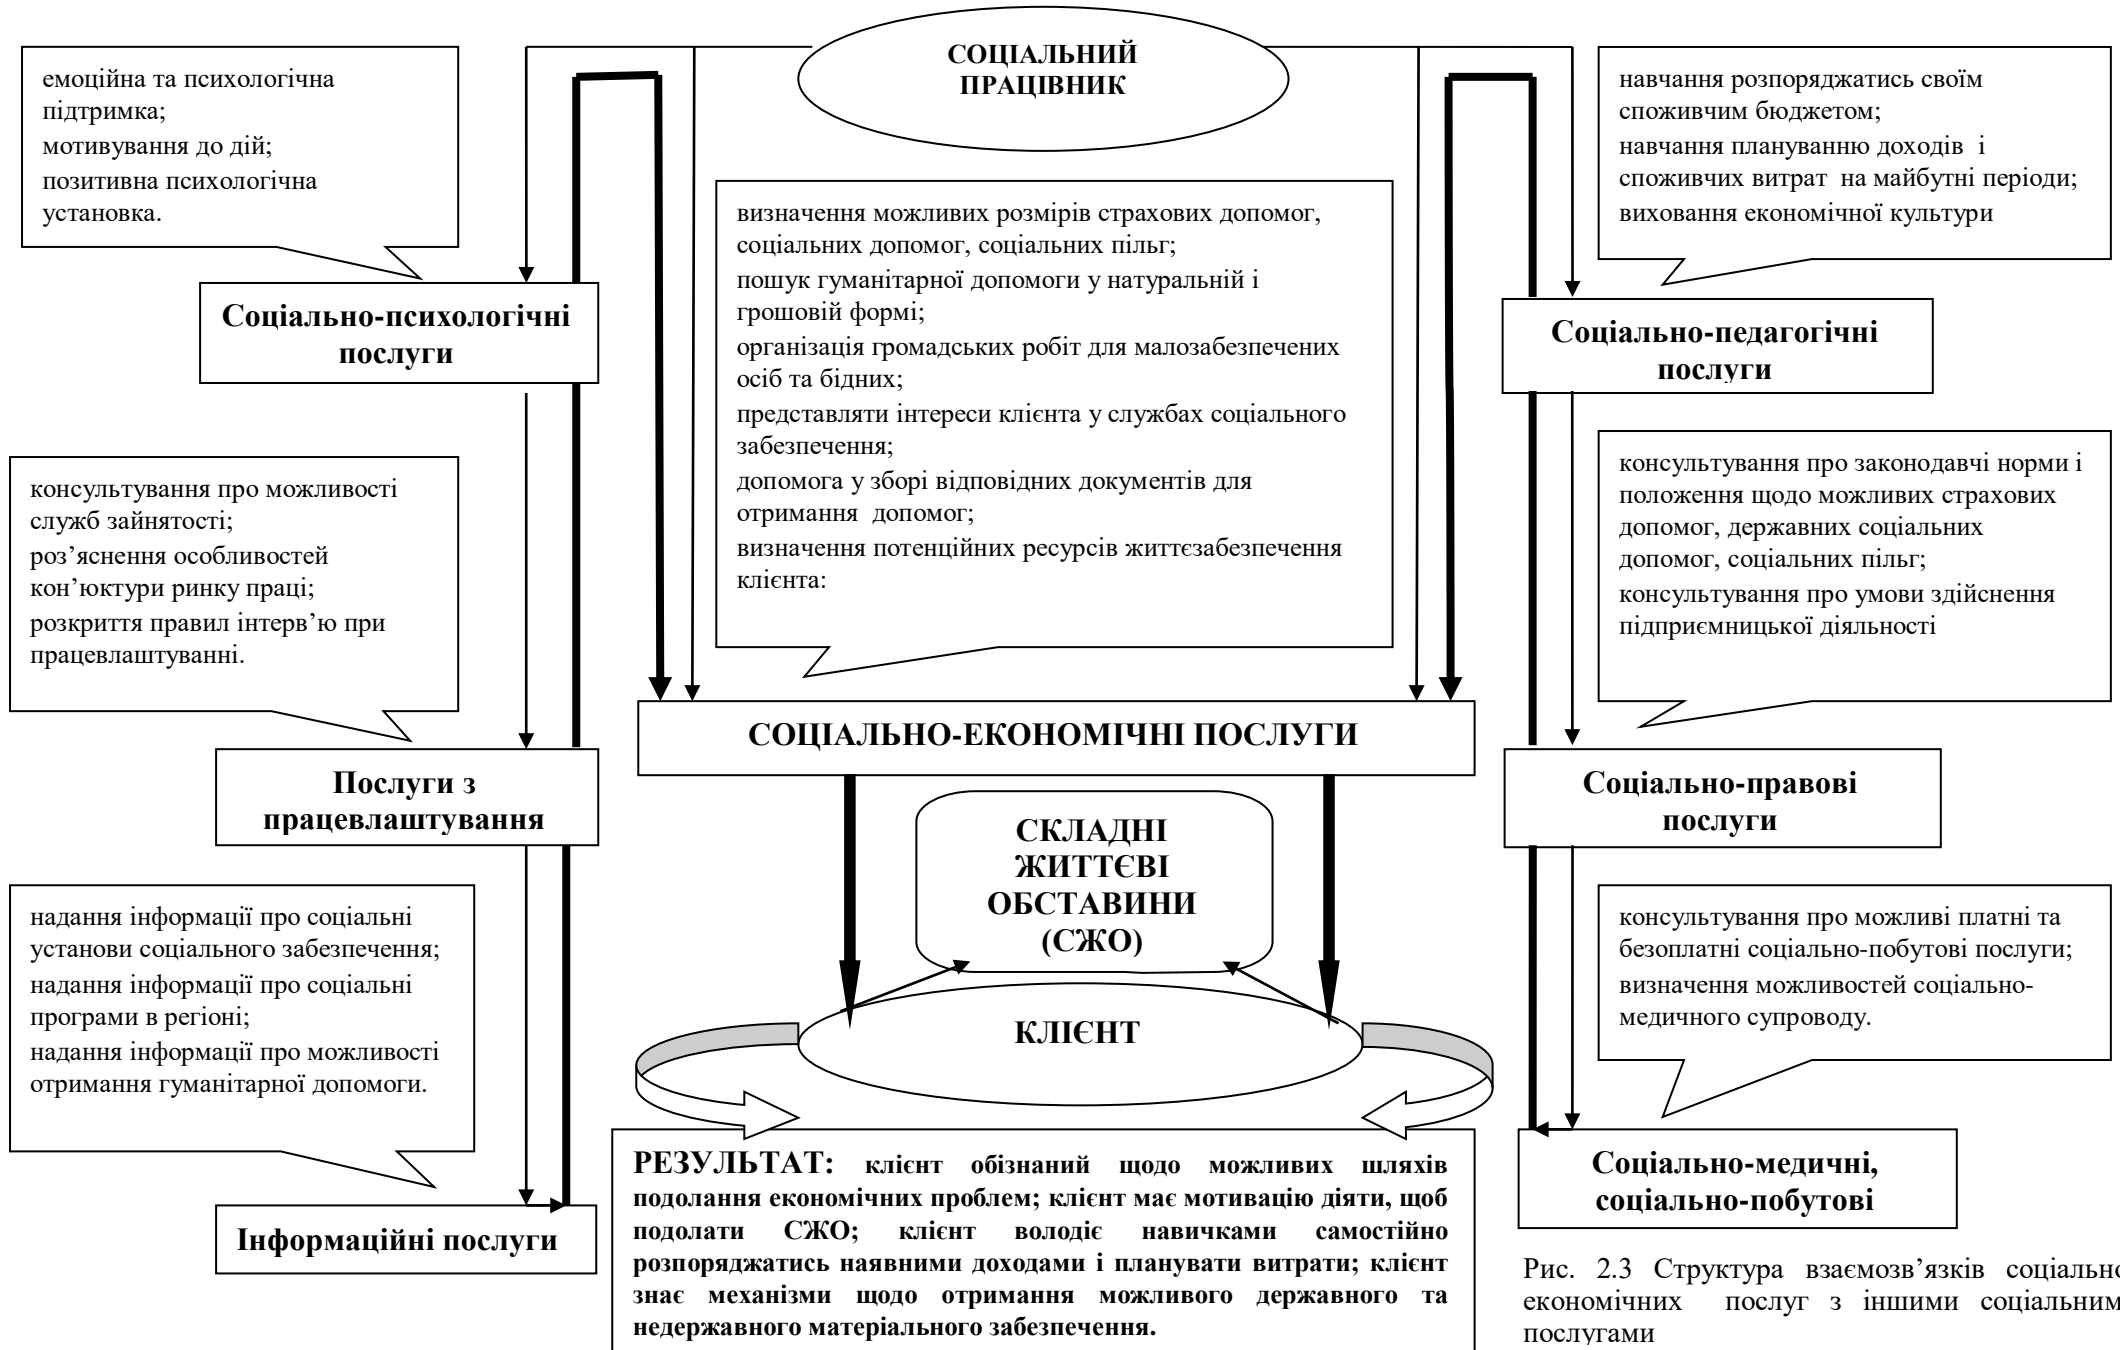 СОЦІАЛЬНИЙ
ПРАЦІВНИК
емоційна та психологічна
підтримка;
мотивування до дій;
позитивна психологічна
установка.
навчання розпоряджатись своїм
споживчим бюджетом;
навчання плануванню доходів і
споживчих витрат на майбутні періоди;
виховання економічної культури
визначення можливих розмірів страхових допомог,
соціальних допомог, соціальних пільг;
пошук гуманітарної допомоги у натуральній і
грошовій формі;
організація громадських робіт для малозабезпечених
осіб та бідних;
представляти інтереси клієнта у службах соціального
забезпечення;
допомога у зборі відповідних документів для
отримання допомог;
визначення потенційних ресурсів життєзабезпечення
клієнта:
Соціально-психологічні
послуги
Соціально-педагогічні
послуги
консультування про можливості
служб зайнятості;
роз’яснення особливостей
кон’юктури ринку праці;
розкриття правил інтерв’ю при
працевлаштуванні.
консультування про законодавчі норми і
положення щодо можливих страхових
допомог, державних соціальних
допомог, соціальних пільг;
консультування про умови здійснення
підприємницької діяльності
СОЦІАЛЬНО-ЕКОНОМІЧНІ ПОСЛУГИ
Послуги з
працевлаштування
Соціально-правові
послуги
СКЛАДНІ
ЖИТТЄВІ
ОБСТАВИНИ
(СЖО)
надання інформації про соціальні
установи соціального забезпечення;
надання інформації про соціальні
програми в регіоні;
надання інформації про можливості
отримання гуманітарної допомоги.
консультування про можливі платні та
безоплатні соціально-побутові послуги;
визначення можливостей соціально-
медичного супроводу.
КЛІЄНТ
Інформаційні послуги
РЕЗУЛЬТАТ: клієнт обізнаний щодо можливих шляхів
подолання економічних проблем; клієнт має мотивацію діяти, щоб
подолати СЖО; клієнт володіє навичками самостійно
розпоряджатись наявними доходами і планувати витрати; клієнт
знає механізми щодо отримання можливого державного та
недержавного матеріального забезпечення.
Соціально-медичні,
соціально-побутові
Рис. 2.3 Структура взаємозв’язків соціально
економічних послуг з іншими соціальним
послугами